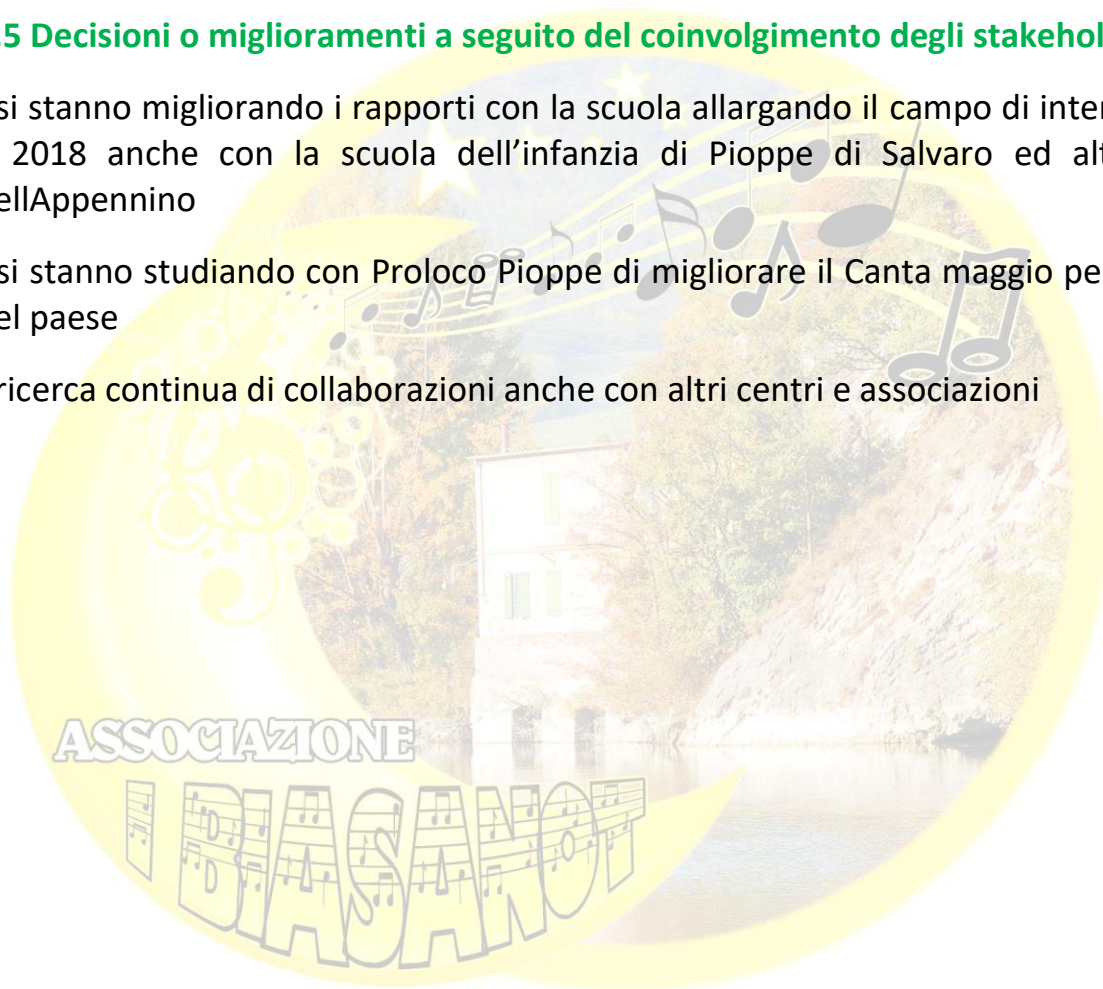 .5 Decisioni o miglioramenti a seguito del coinvolgimento degli stakehol
si stanno migliorando i rapporti con la scuola allargando il campo di inter
2018 anche con la scuola dell’infanzia di Pioppe di Salvaro ed alt
ellAppennino
si stanno studiando con Proloco Pioppe di migliorare il Canta maggio pe
el paese
ricerca continua di collaborazioni anche con altri centri e associazioni
ASSOCIAZIONE
I BIASANOT